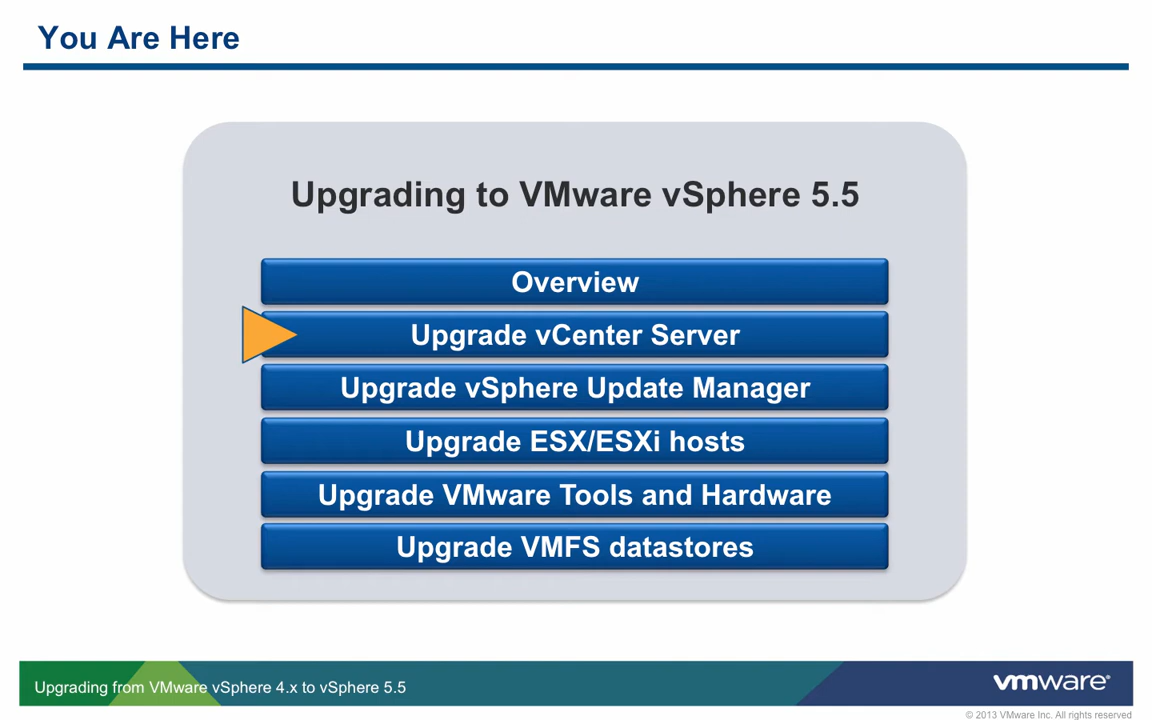 You Are Here
Upgrading to VMware vSphere 5.5
Overview
Upgrade vCenter Server
Upgrade vSphere Update Manager
Upgrade ESX/ESXi hosts
Upgrade VMware Tools and Hardware
Upgrade VMFS datastores
Upgrading from VMware vSphere 4.x to vSphere 5.5
vmware®
© 2013 VMware Inc. All rights reserved